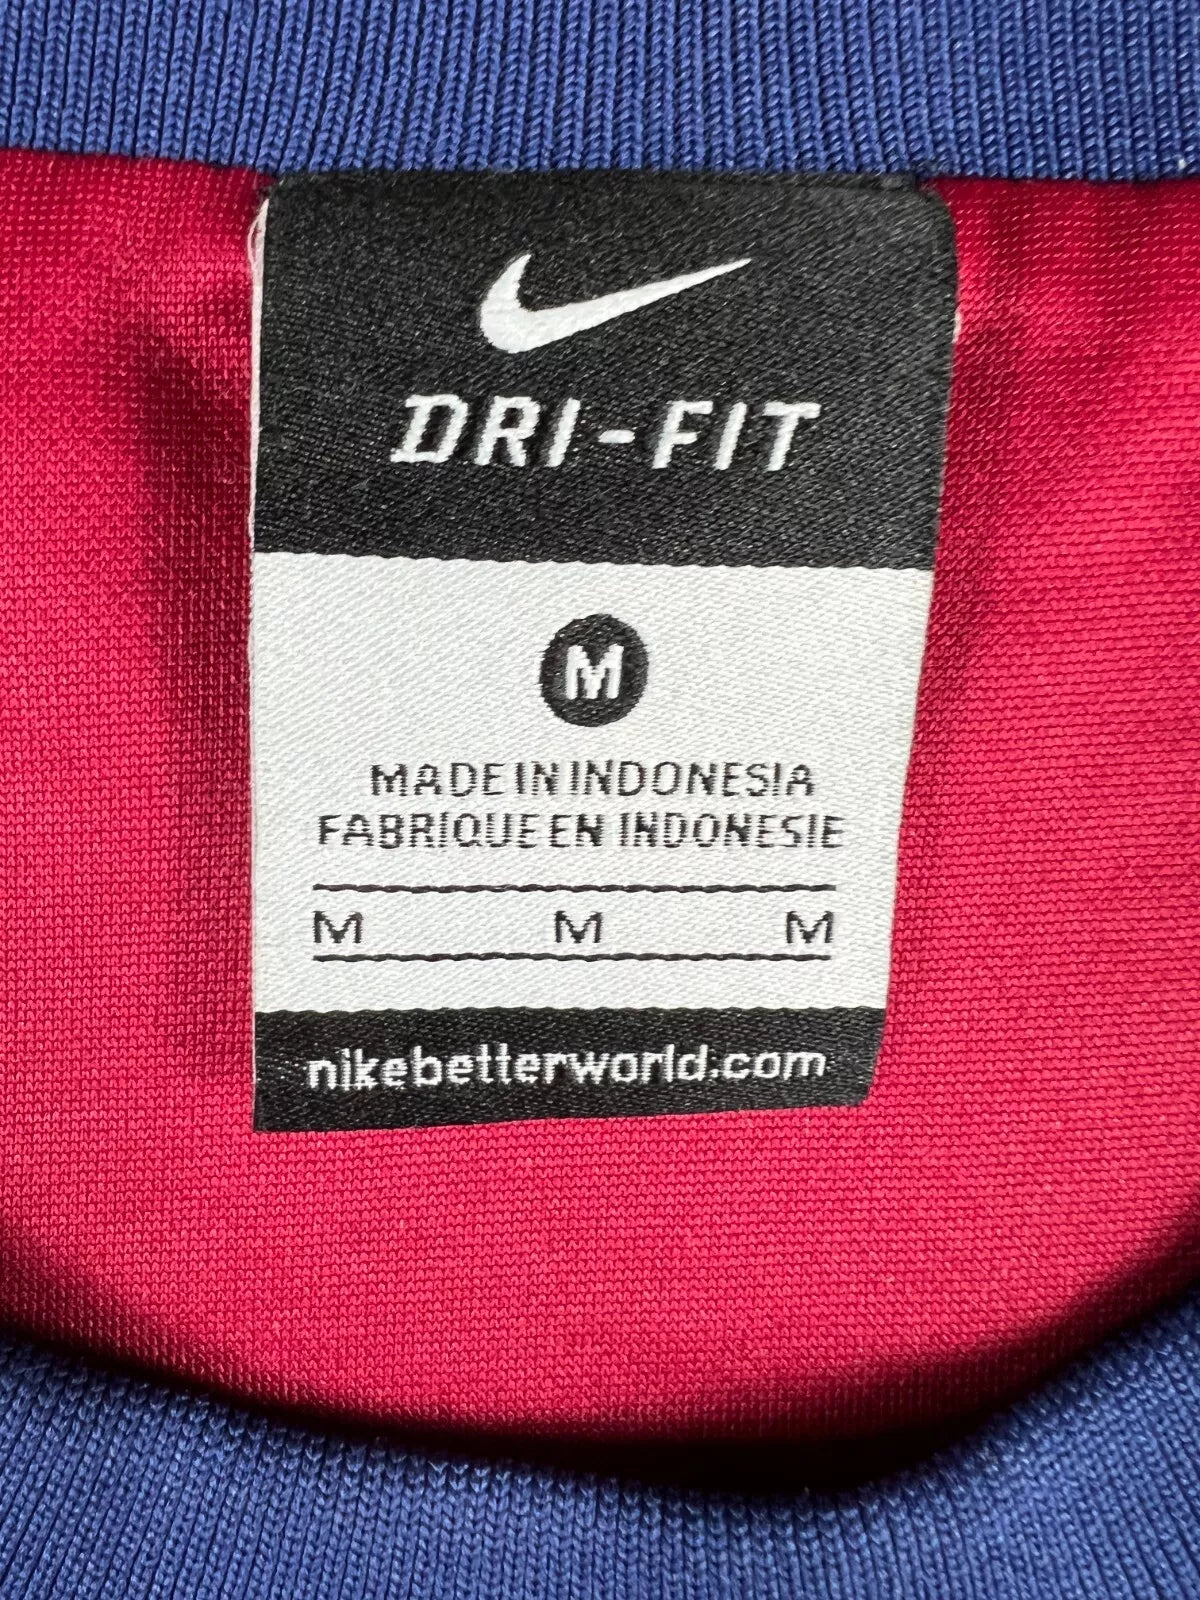 DRI-FIT
M
MADE IN INDONESIA
FABRIQUE EN INDONESIE
M M M
nikebetterworld.com